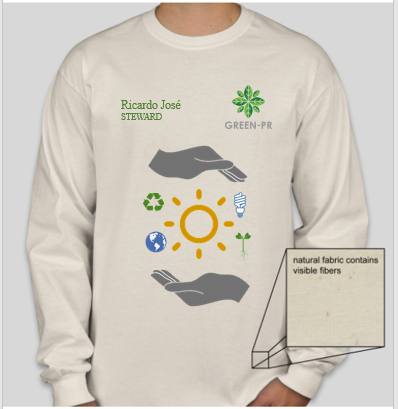 Ricardo José
STEWARD
GREEN-PR
natural fabric contains
visible fibers